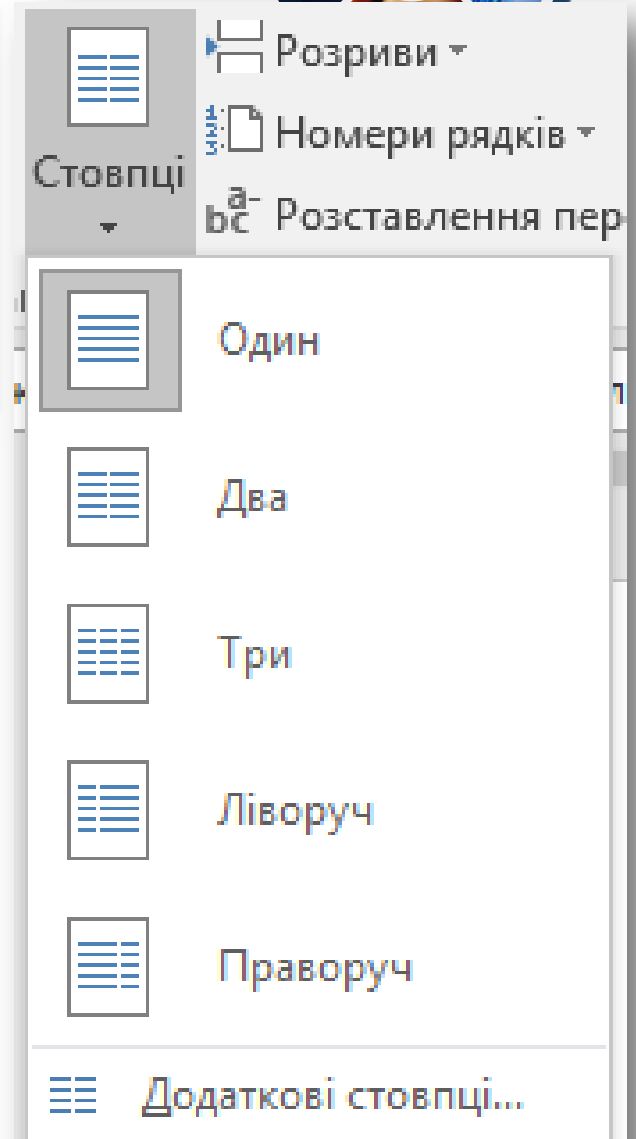 Розриви
Номери рядків
Стовпці
Розставлення пер
Один
Два
Три
Ліворуч
Праворуч
Додаткові стовпці...